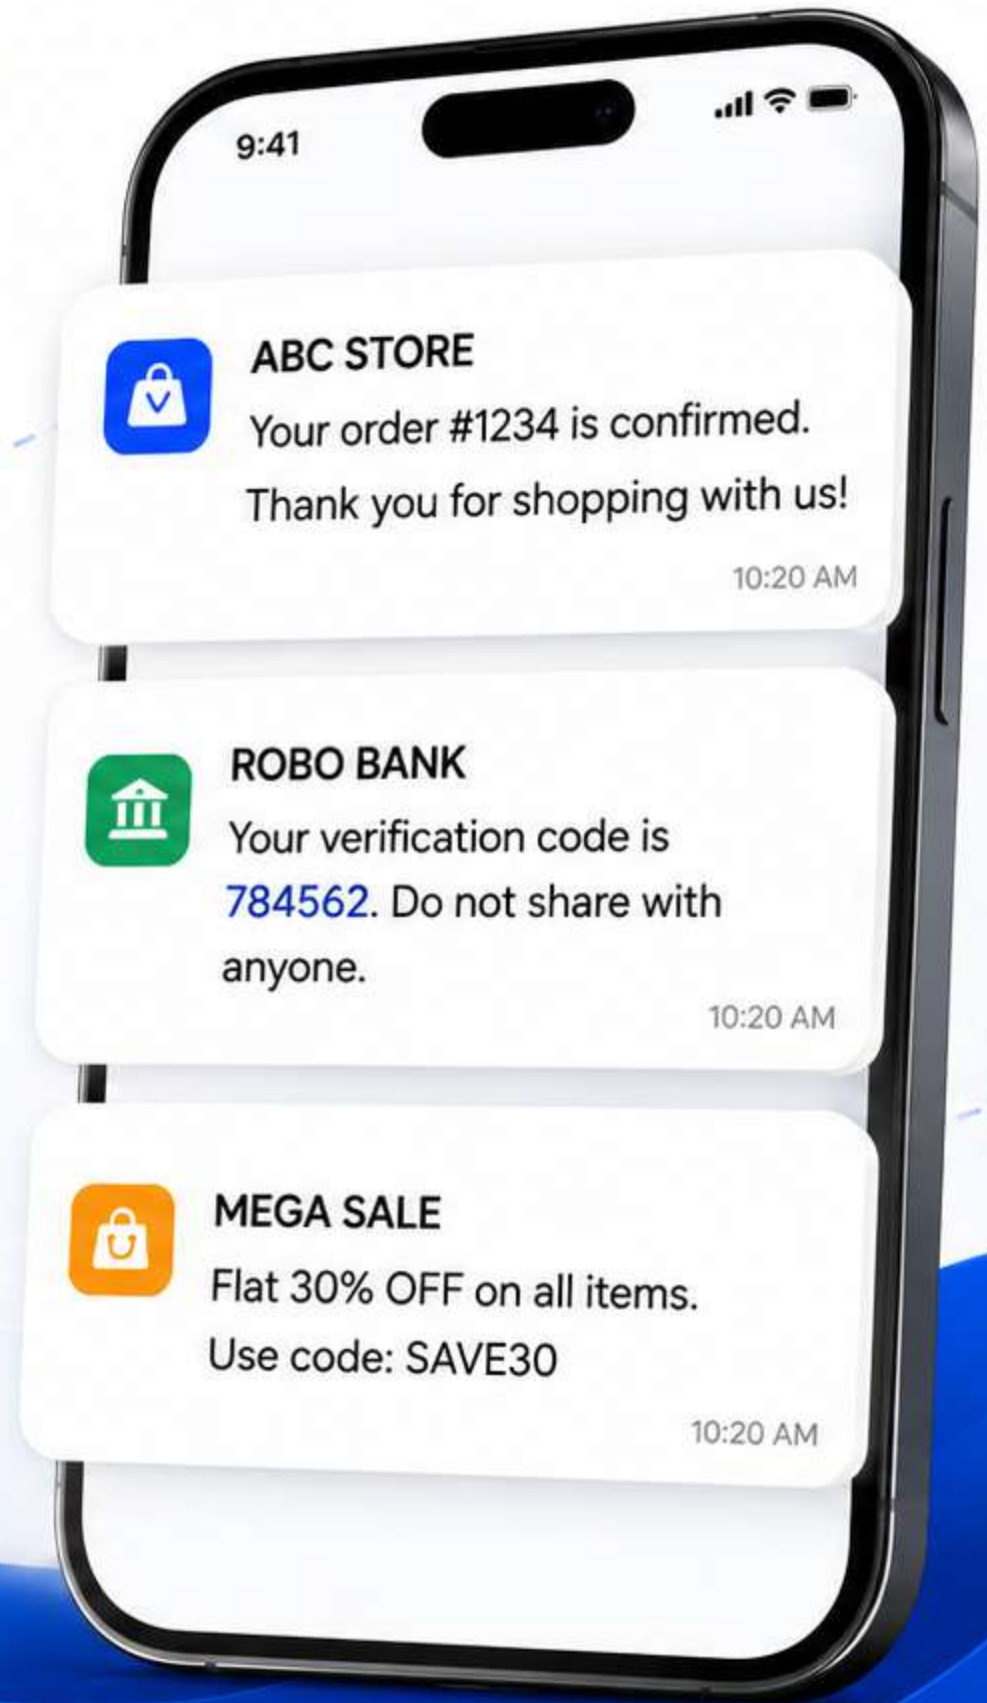 9:41
ABC STORE
Your order #1234 is confirmed.
Thank you for shopping with us!
10:20 AM
ROBO BANK
Your verification code is
784562. Do not share with
anyone.
10:20 AM
MEGA SALE
Flat 30% OFF on all items.
Use code: SAVE30
10:20 AM